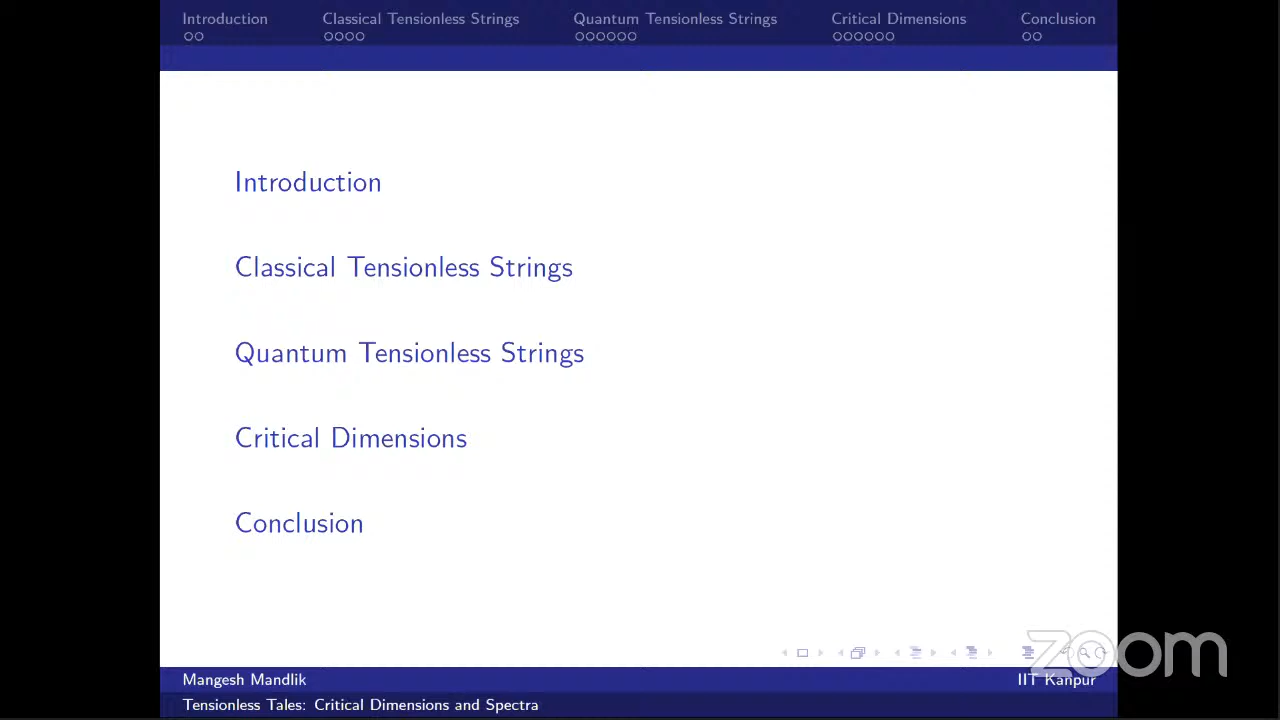 Introduction Classical Tensionless Strings Quantum Tensionless Strings Critical Dimensions Conclusion
Introduction
Classical Tensionless Strings
Quantum Tensionless Strings
Critical Dimensions
Conclusion
zoom
Mangesh Mandlik IIT Kanpur
Tensionless Tales: Critical Dimensions and Spectra